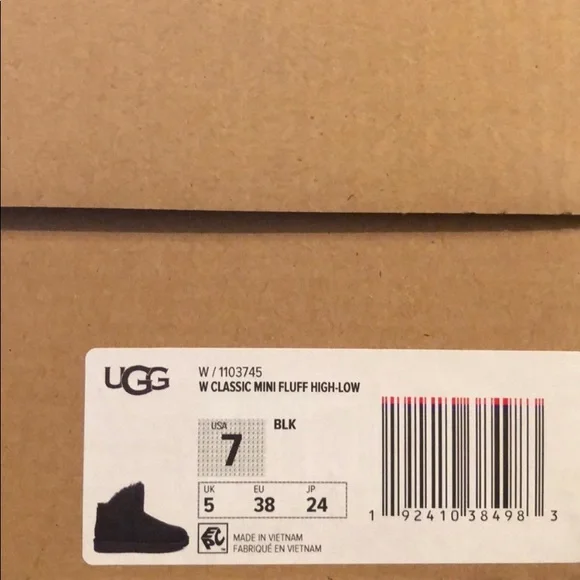 UGG
W / 1103745
W CLASSIC MINI FLUFF HIGH-LOW
USA
7
BLK
UK EU JP
5 38 24
1 92410 38498 3
MADE IN VIETNAM
FABRIQUÉ EN VIETNAM